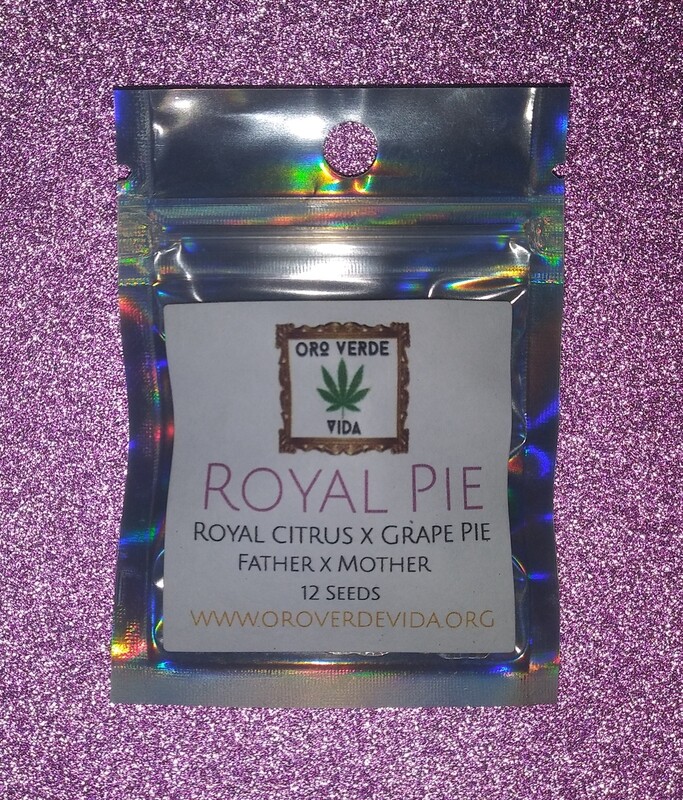 ORO VERDE
VIDA
ROYAL PIE
ROYAL CITRUS X GRAPE PIE
FATHER X MOTHER
12 SEEDS
WWW.OROVERDEVIDA.ORG